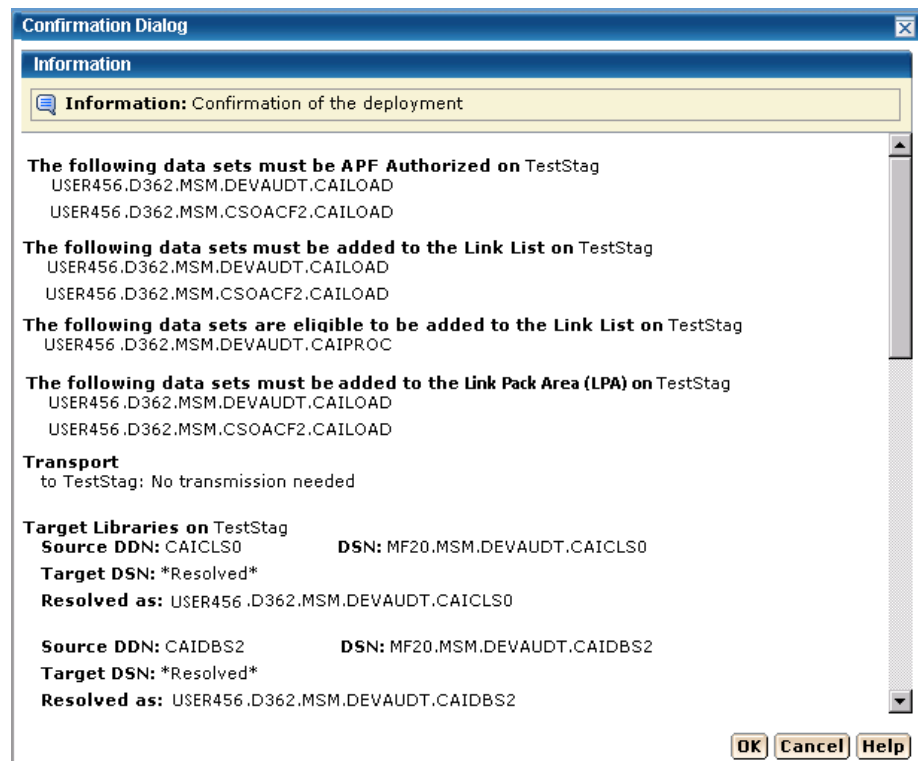 Confirmation Dialog
Information
Information: Confirmation of the deployment
The following data sets must be APF Authorized on TestStag
USER456.D362.MSM.DEVAUDT.CAILOAD
USER456.D362.MSM.CSOACF2.CAILOAD
The following data sets must be added to the Link List on TestStag
USER456.D362.MSM.DEVAUDT.CAILOAD
USER456.D362.MSM.CSOACF2.CAILOAD
The following data sets are eligible to be added to the Link List on TestStag
USER456.D362.MSM.DEVAUDT.CAIPROC
The following data sets must be added to the Link Pack Area (LPA) on TestStag
USER456.D362.MSM.DEVAUDT.CAILOAD
USER456.D362.MSM.CSOACF2.CAILOAD
Transport
to TestStag: No transmission needed
Target Libraries on TestStag
Source DDN: CAICLS0 DSN: MF20.MSM.DEVAUDT.CAICLS0
Target DSN: *Resolved*
Resolved as: USER456.D362.MSM.DEVAUDT.CAICLS0
Source DDN: CAIDBS2 DSN: MF20.MSM.DEVAUDT.CAIDBS2
Target DSN: *Resolved*
Resolved as: USER456.D362.MSM.DEVAUDT.CAIDBS2
OK Cancel Help